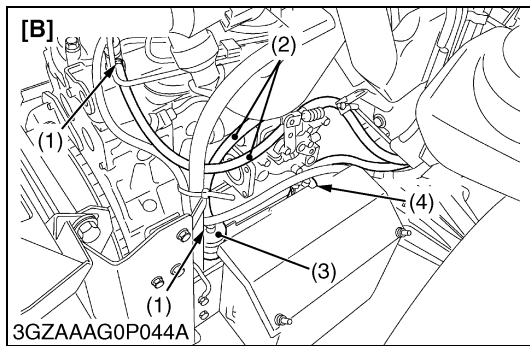 [B]
(2)
(1)
(4)
(3)
(1)
3GZAAAG0P044A